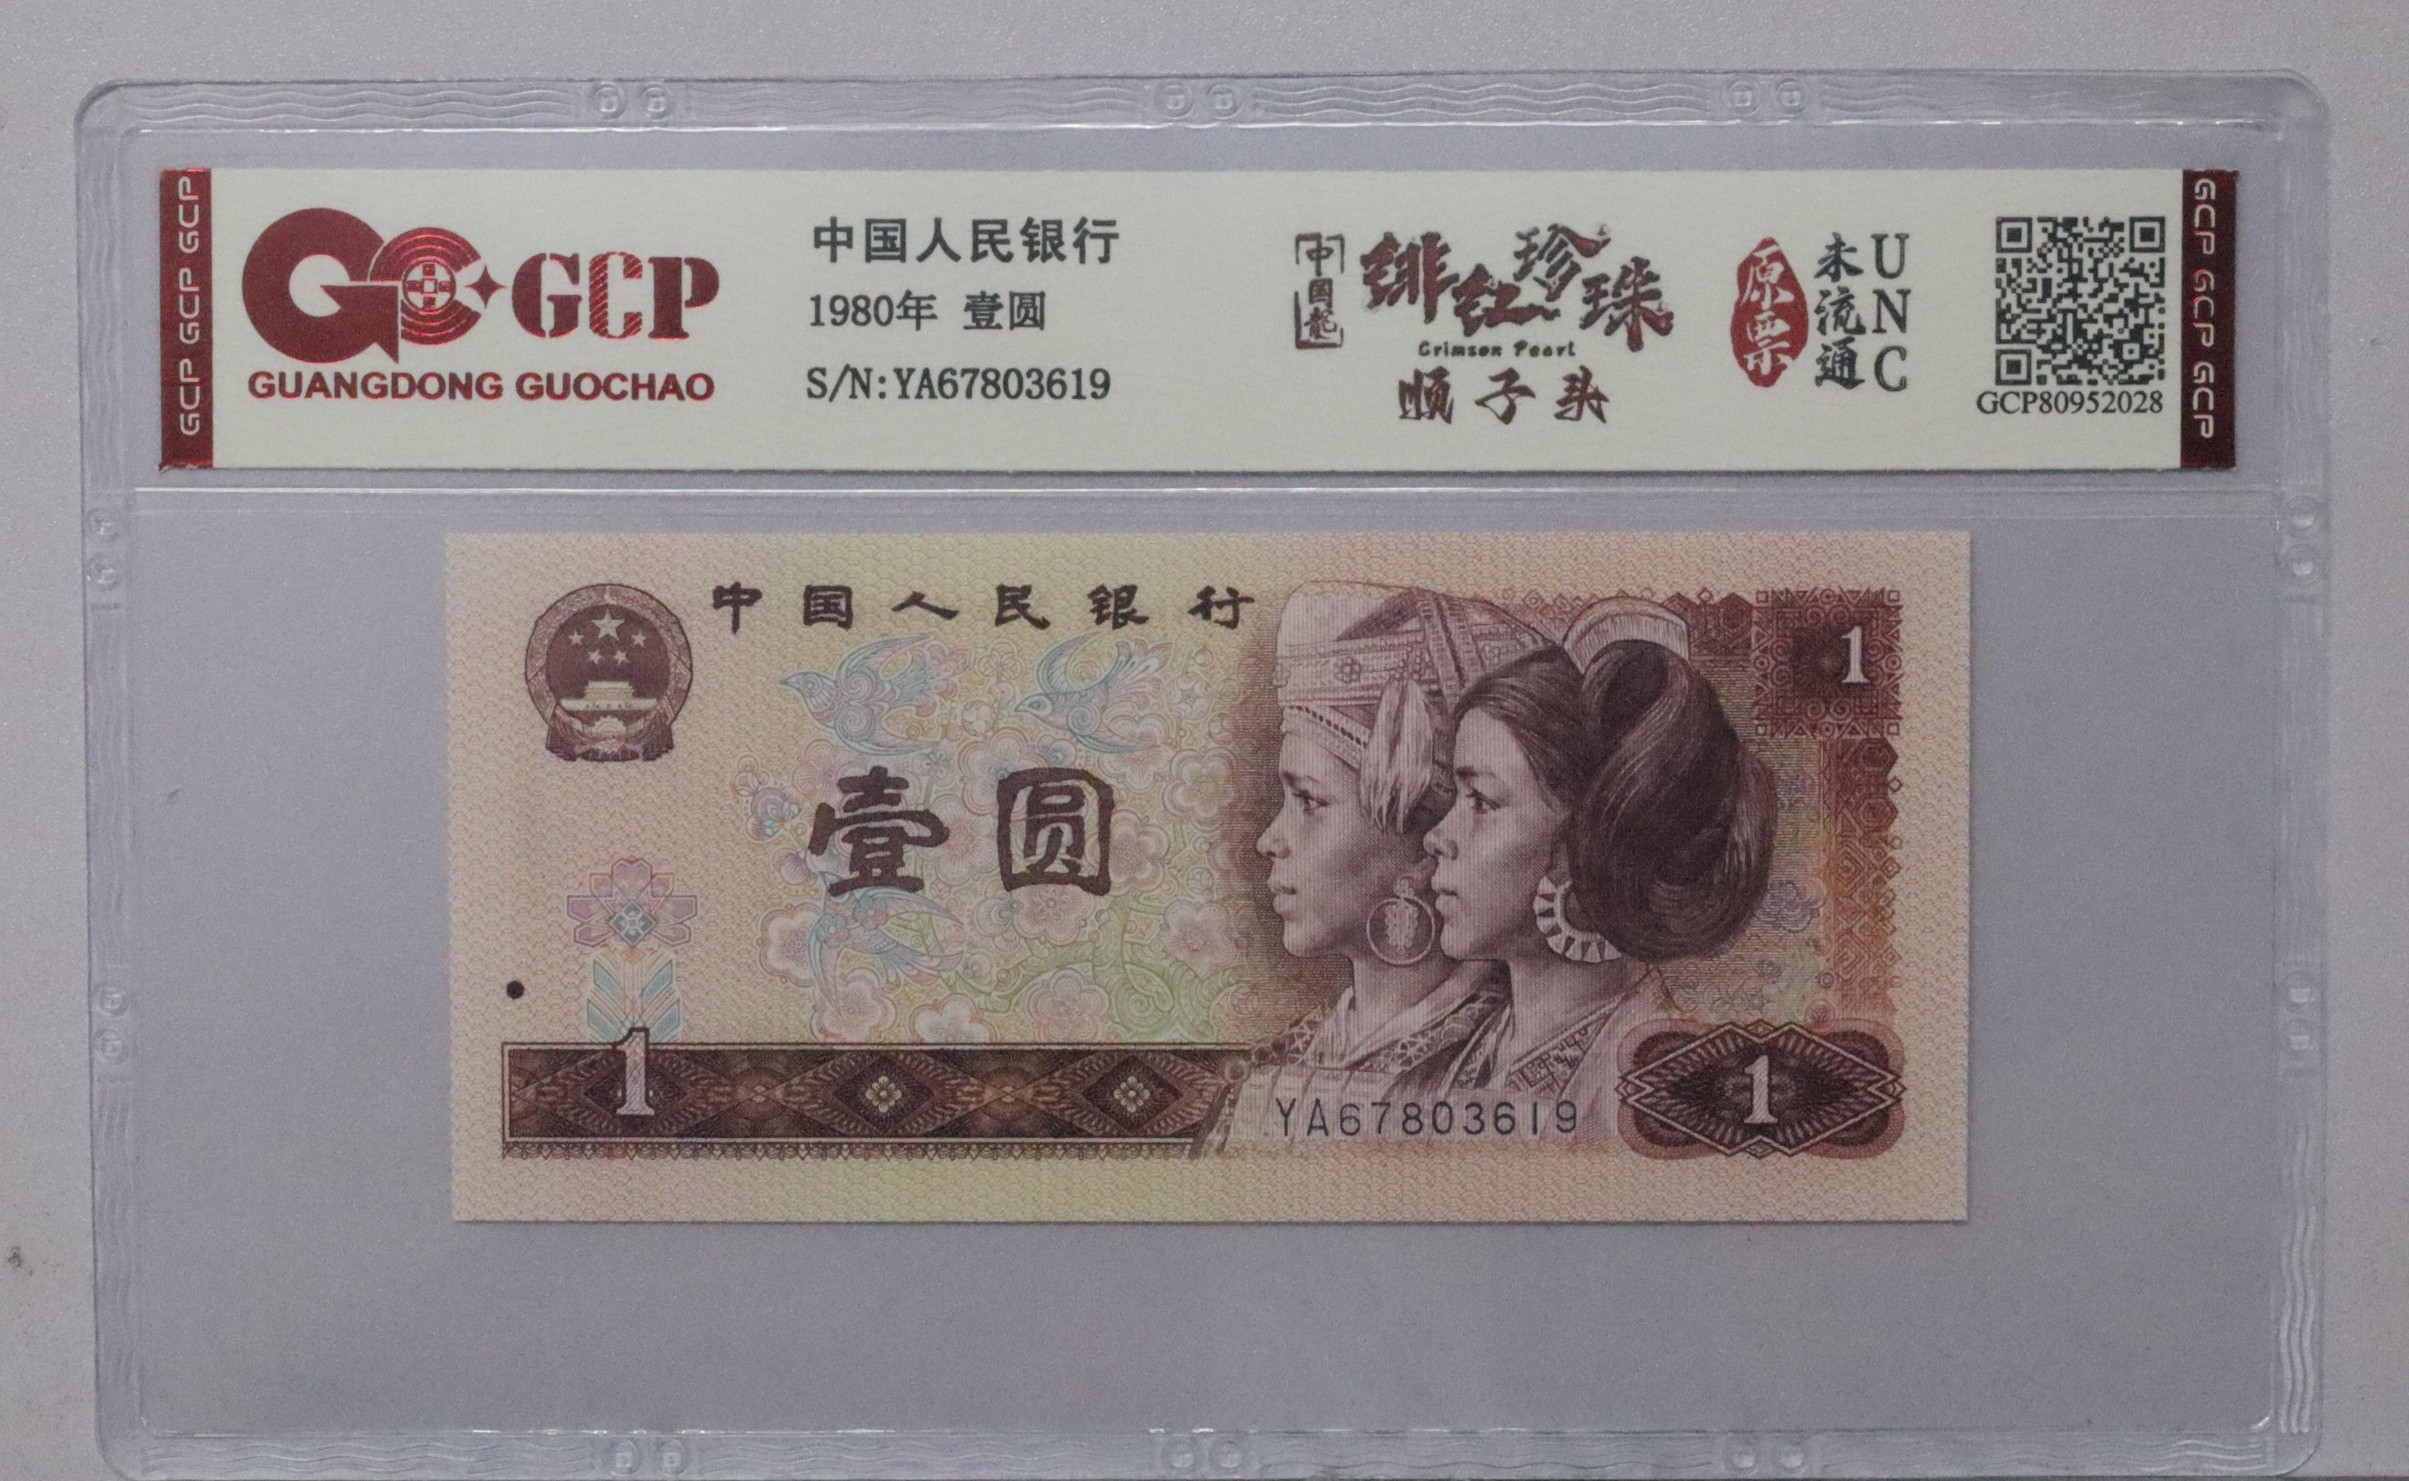 GCP GCP GCP
GCP
GUANGDONG GUOCHAO
中国人民银行
1980年 壹圆
S/N:YA67803619
中国龙
绯红珍珠
Crimson Pearl
顺子头
原票
未流通
UNC
GCP80952028
GCP GCP GCP
中国人民银行
1
壹圆
1
YA67803619
1